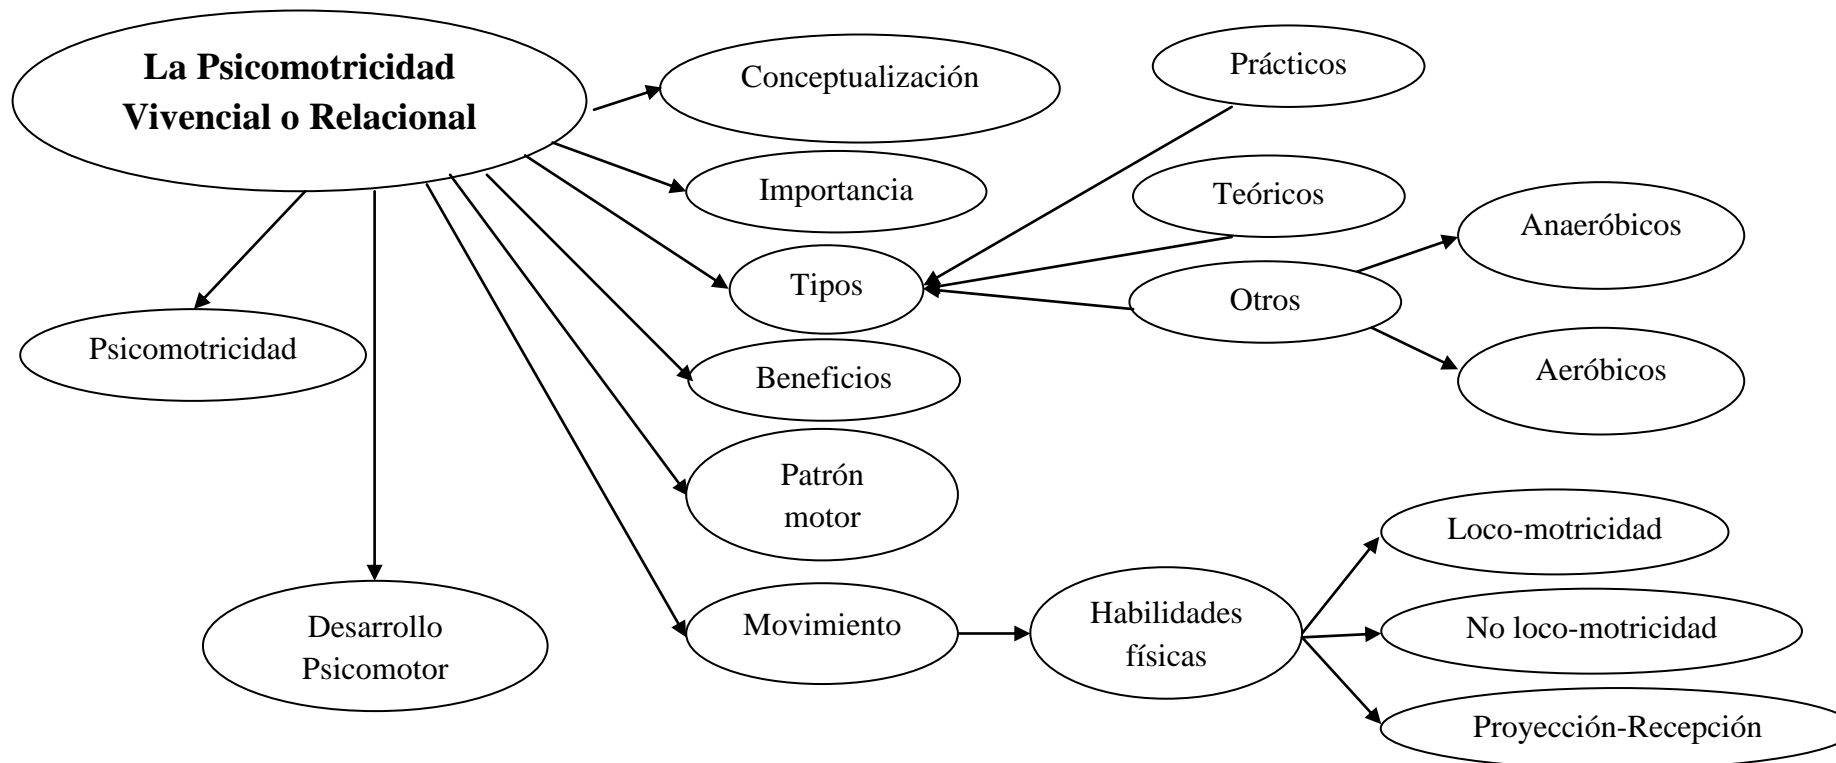 La Psicomotricidad
Vivencial o Relacional
Conceptualización
Importancia
Tipos
Prácticos
Teóricos
Otros
Anaeróbicos
Aeróbicos
Beneficios
Patrón
motor
Movimiento
Habilidades
físicas
Loco-motricidad
No loco-motricidad
Proyección-Recepción
Psicomotricidad
Desarrollo
Psicomotor